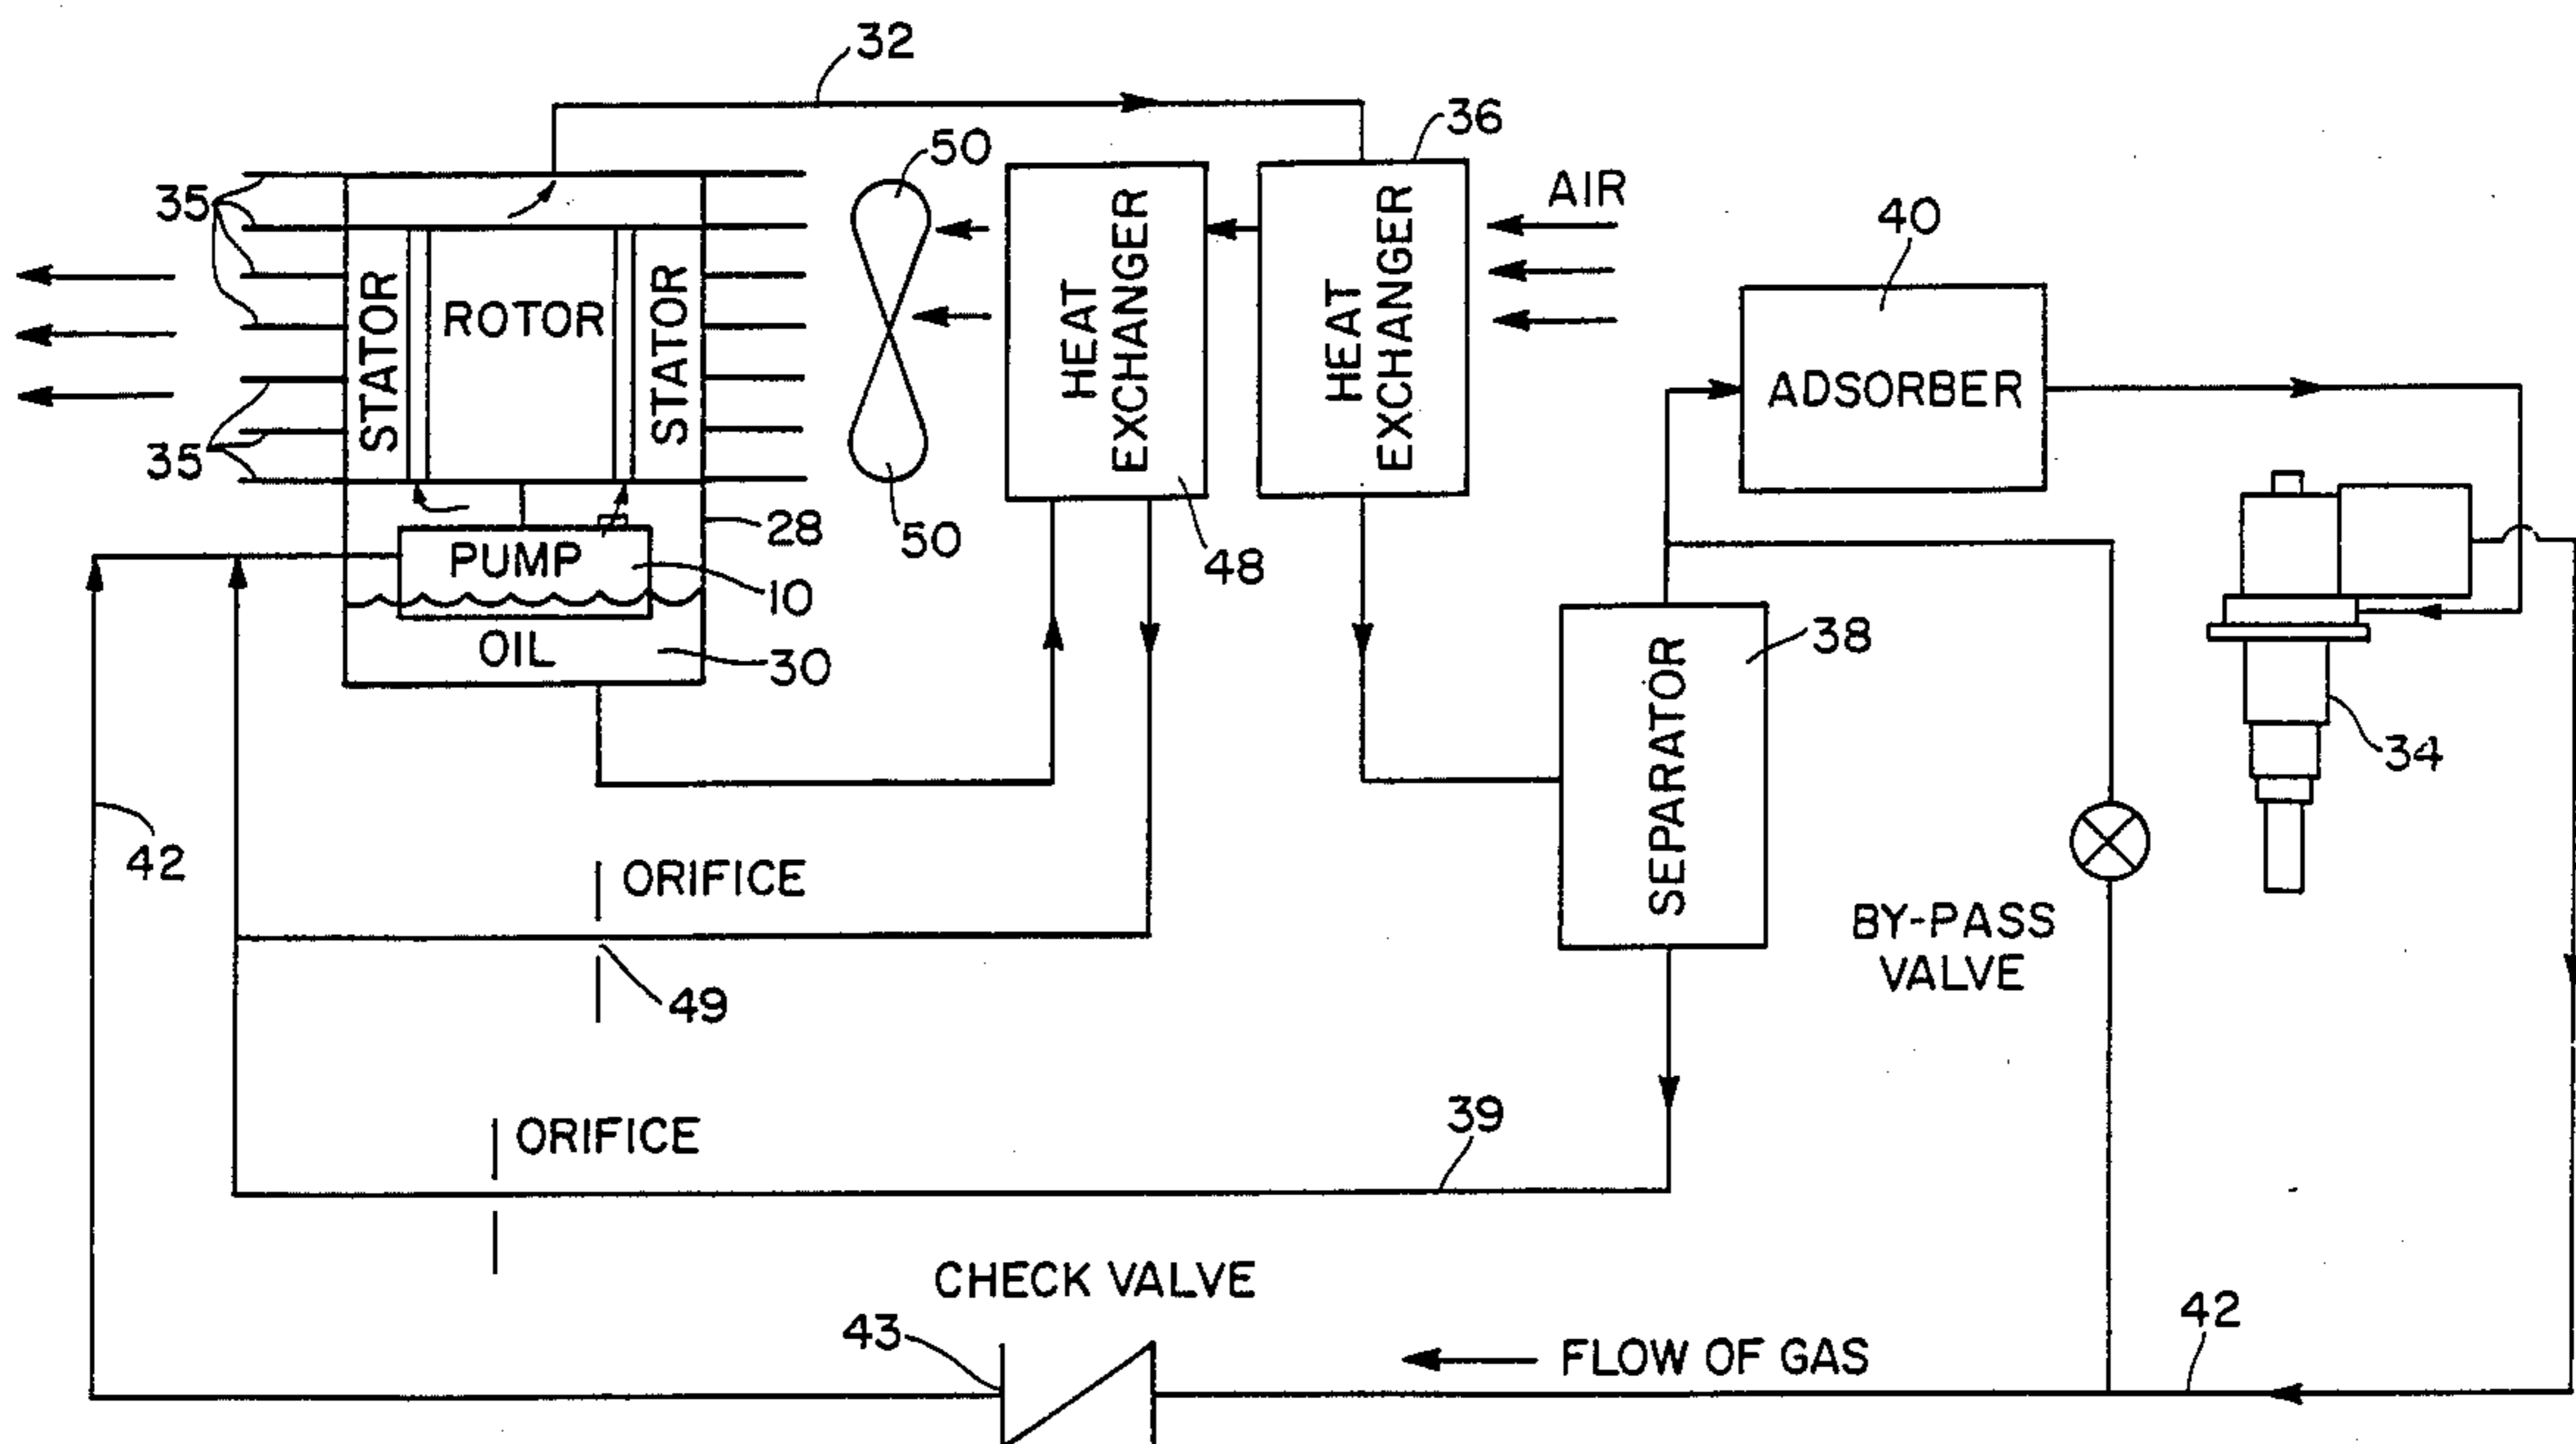 32
36
50
AIR
35
40
HEAT
EXCHANGER
HEAT
EXCHANGER
STATOR
ROTOR
STATOR
ADSORBER
35
28
50
48
PUMP
10
OIL
30
38
SEPARATOR
34
42
ORIFICE
BY-PASS
VALVE
49
39
ORIFICE
CHECK VALVE
43
FLOW OF GAS
42